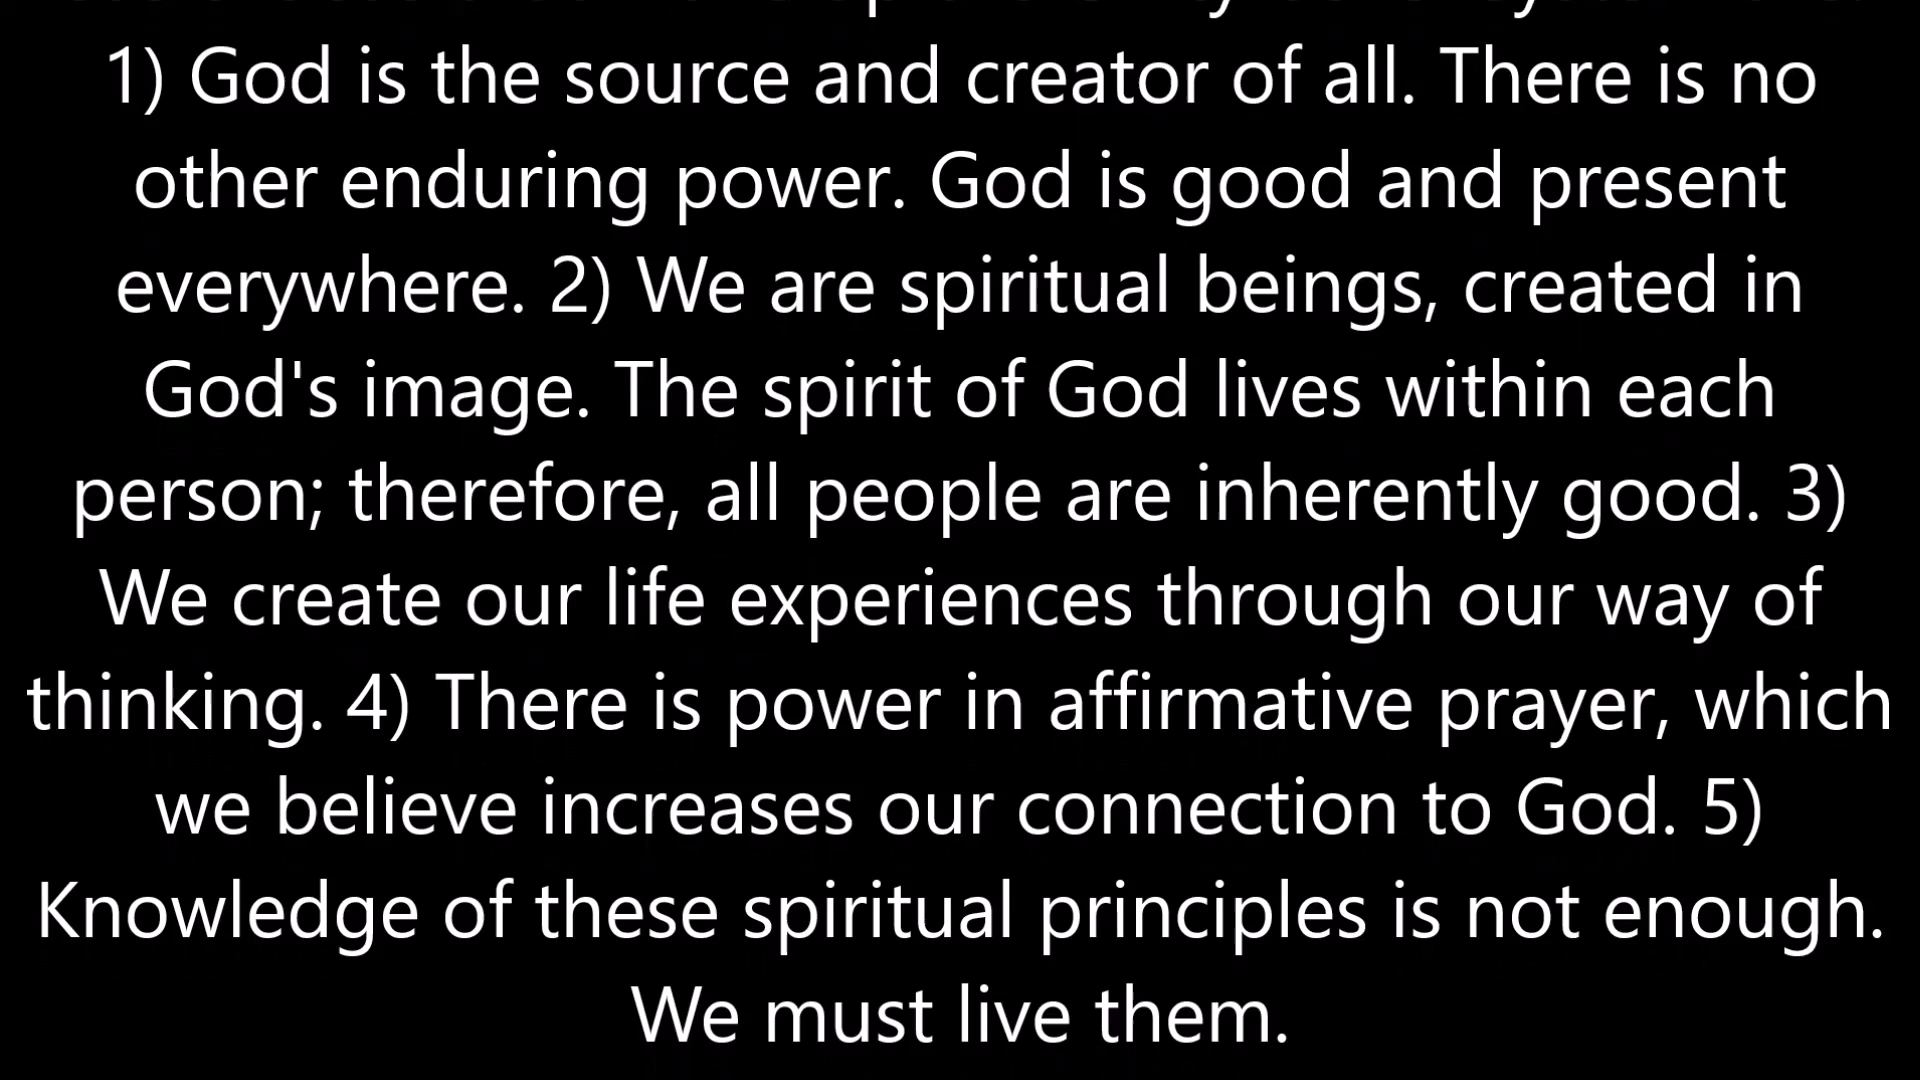 1) God is the source and creator of all. There is no
other enduring power. God is good and present
everywhere. 2) We are spiritual beings, created in
God's image. The spirit of God lives within each
person; therefore, all people are inherently good. 3)
We create our life experiences through our way of
thinking. 4) There is power in affirmative prayer, which
we believe increases our connection to God. 5)
Knowledge of these spiritual principles is not enough.
We must live them.